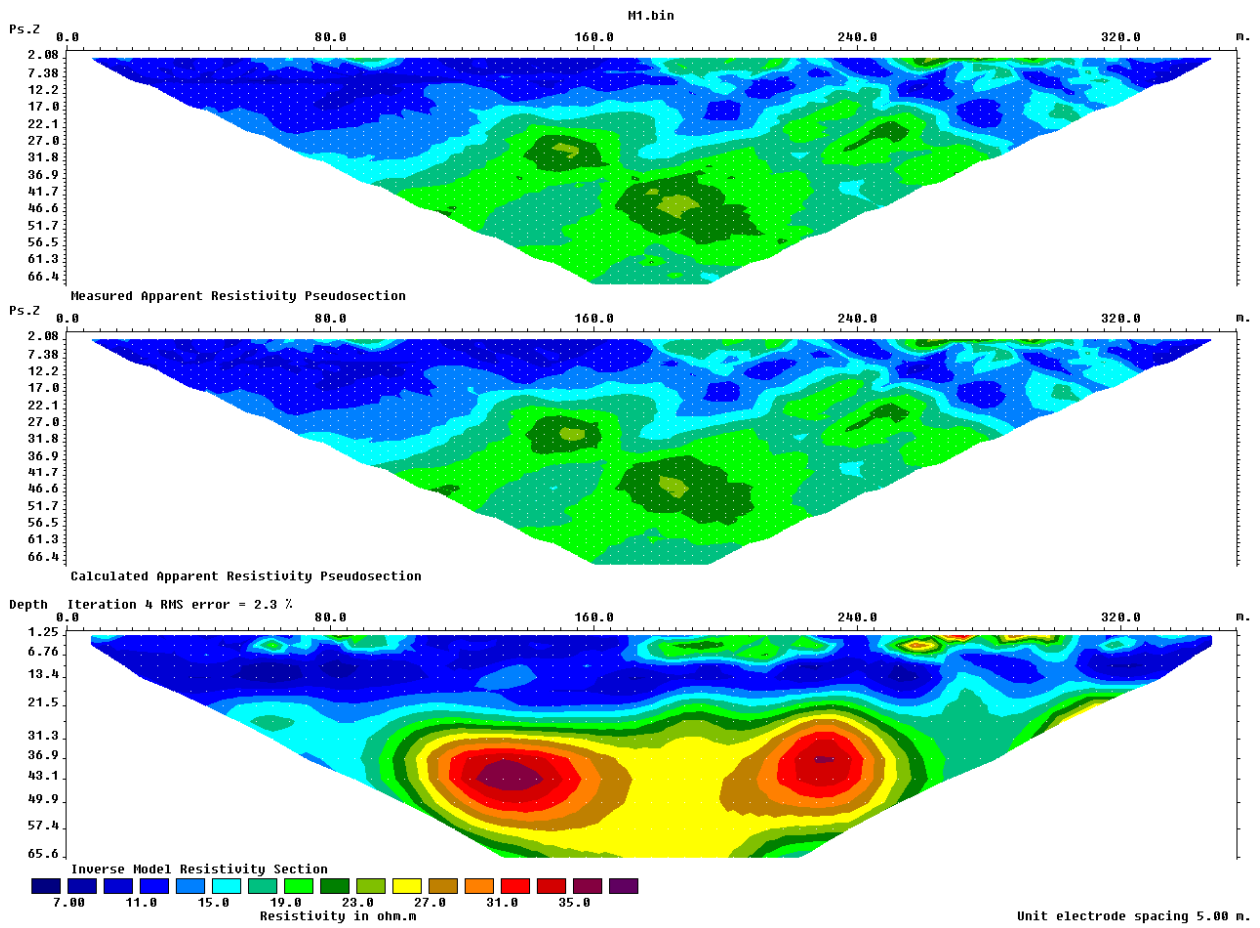 M1.bin
Ps.Z
0.0 80.0 160.0 240.0 320.0 m.
2.08
7.38
12.2
17.0
22.1
27.0
31.8
36.9
41.7
46.6
51.7
56.5
61.3
66.4
Measured Apparent Resistivity Pseudosection
Ps.Z
0.0 80.0 160.0 240.0 320.0 m.
2.08
7.38
12.2
17.0
22.1
27.0
31.8
36.9
41.7
46.6
51.7
56.5
61.3
66.4
Calculated Apparent Resistivity Pseudosection
Depth Iteration 4 RMS error = 2.3 %
0.0 80.0 160.0 240.0 320.0 m.
1.25
6.76
13.4
21.5
31.3
36.9
43.1
49.9
57.4
65.6
Inverse Model Resistivity Section
7.00 11.0 15.0 19.0 23.0 27.0 31.0 35.0
Resistivity in ohm.m
Unit electrode spacing 5.00 m.